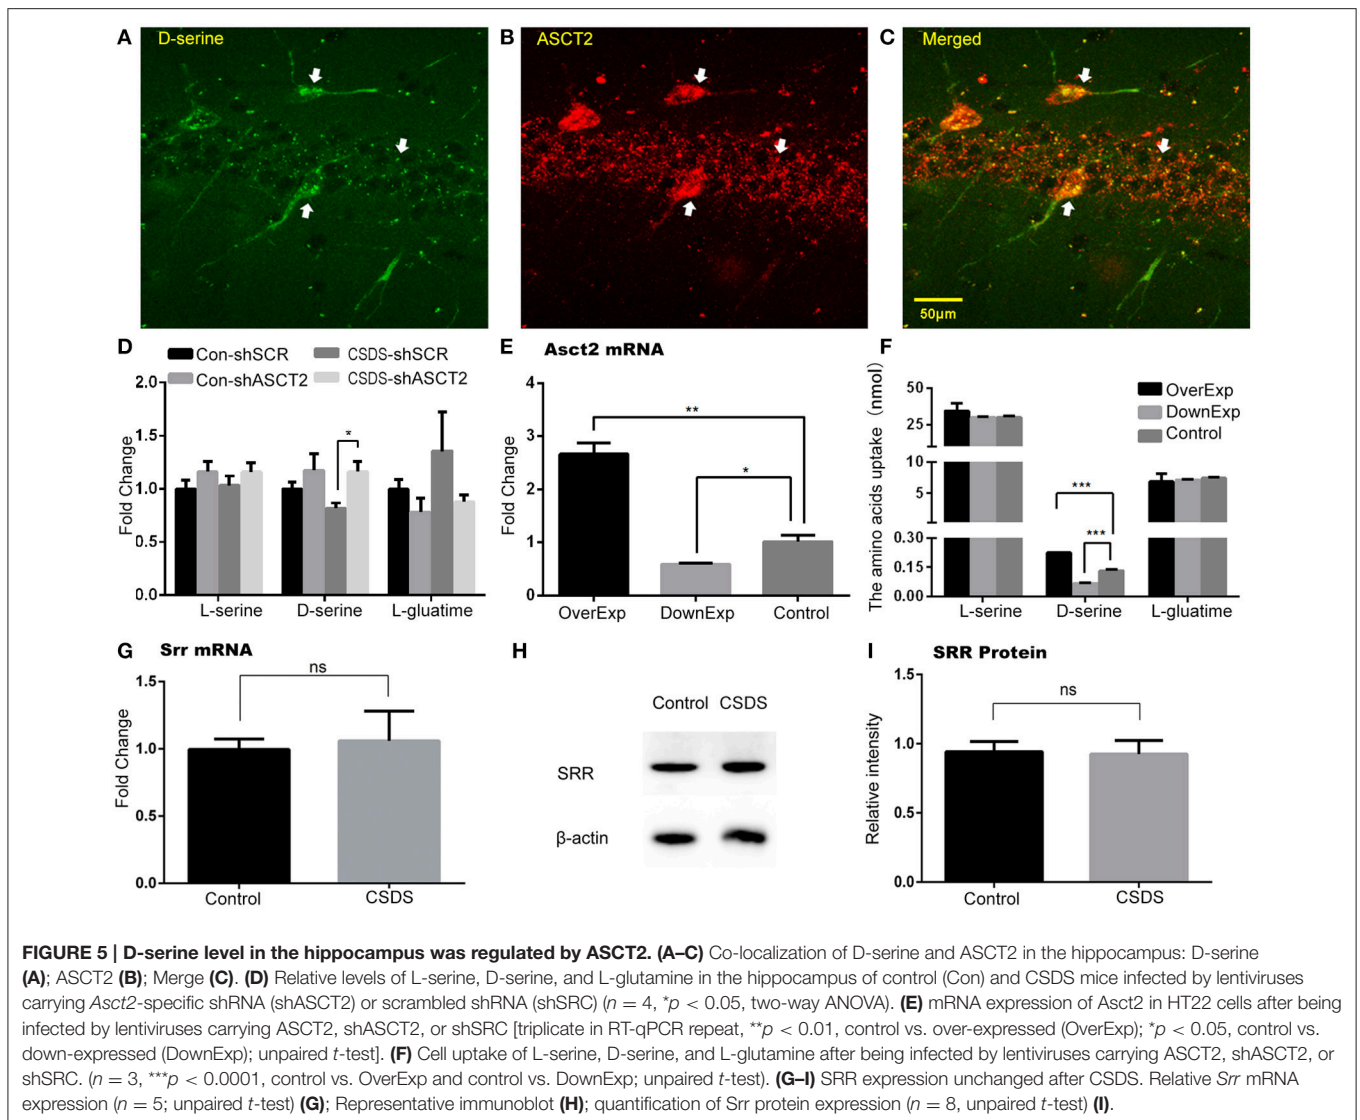 A D-serine
B ASCT2
C Merged
50µm
D
Con-shSCR CSDS-shSCR
Con-shASCT2 CSDS-shASCT2
Fold Change
2.0
1.5
1.0
0.5
0.0
*
L-serine D-serine L-gluatime
E Asct2 mRNA
Fold Change
4
3
2
1
0
**
*
OverExp DownExp Control
F
The amino acids uptake (nmol)
50
25
10
5
0.30
0.15
0.00
OverExp
DownExp
Control
***
***
L-serine D-serine L-gluatime
G Srr mRNA
Fold Change
1.5
1.0
0.5
0.0
ns
Control CSDS
H
Control CSDS
SRR
β-actin
I SRR Protein
Relative intensity
1.5
1.0
0.5
0.0
ns
Control CSDS
FIGURE 5 | D-serine level in the hippocampus was regulated by ASCT2. (A–C) Co-localization of D-serine and ASCT2 in the hippocampus: D-serine
(A); ASCT2 (B); Merge (C). (D) Relative levels of L-serine, D-serine, and L-glutamine in the hippocampus of control (Con) and CSDS mice infected by lentiviruses
carrying Asct2-specific shRNA (shASCT2) or scrambled shRNA (shSRC) (n = 4, *p < 0.05, two-way ANOVA). (E) mRNA expression of Asct2 in HT22 cells after being
infected by lentiviruses carrying ASCT2, shASCT2, or shSRC [triplicate in RT-qPCR repeat, **p < 0.01, control vs. over-expressed (OverExp); *p < 0.05, control vs.
down-expressed (DownExp); unpaired t-test]. (F) Cell uptake of L-serine, D-serine, and L-glutamine after being infected by lentiviruses carrying ASCT2, shASCT2, or
shSRC. (n = 3, ***p < 0.0001, control vs. OverExp and control vs. DownExp; unpaired t-test). (G–I) SRR expression unchanged after CSDS. Relative Srr mRNA
expression (n = 5; unpaired t-test) (G); Representative immunoblot (H); quantification of Srr protein expression (n = 8, unpaired t-test) (I).